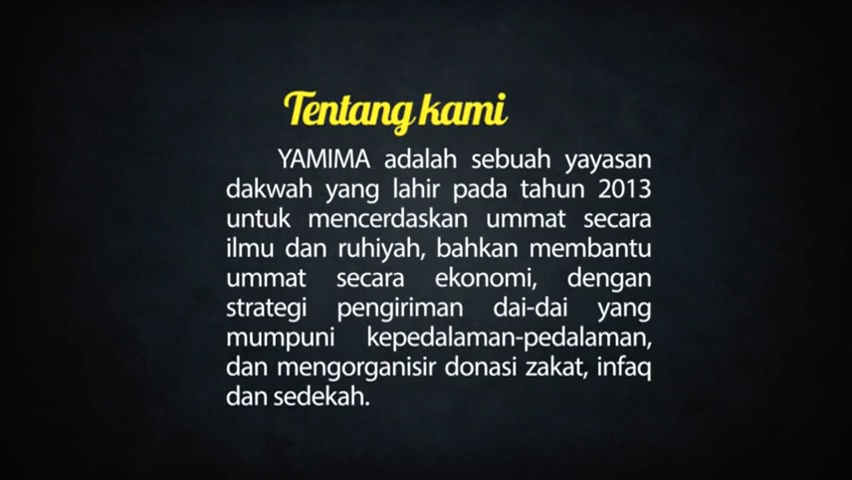 Tentang kami
YAMIMA adalah sebuah yayasan
dakwah yang lahir pada tahun 2013
untuk mencerdaskan ummat secara
ilmu dan ruhiyah, bahkan membantu
ummat secara ekonomi, dengan
strategi pengiriman dai-dai yang
mumpuni kepedalaman-pedalaman,
dan mengorganisir donasi zakat, infaq
dan sedekah.